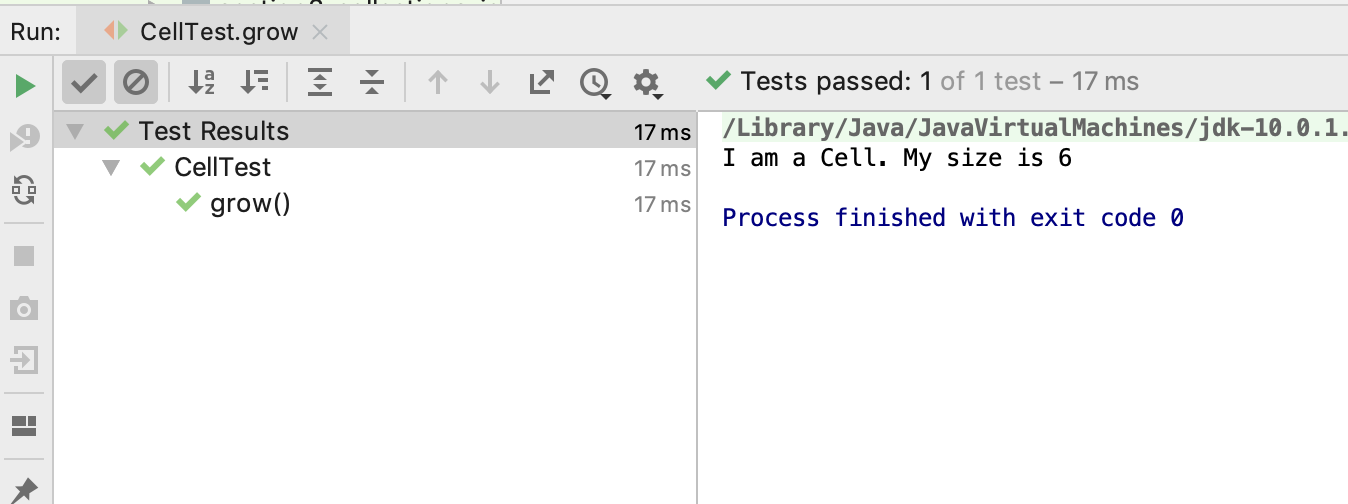 Run: CellTest.grow
Tests passed: 1 of 1 test – 17 ms
Test Results 17 ms
CellTest 17 ms
grow() 17 ms
/Library/Java/JavaVirtualMachines/jdk-10.0.1.
I am a Cell. My size is 6
Process finished with exit code 0